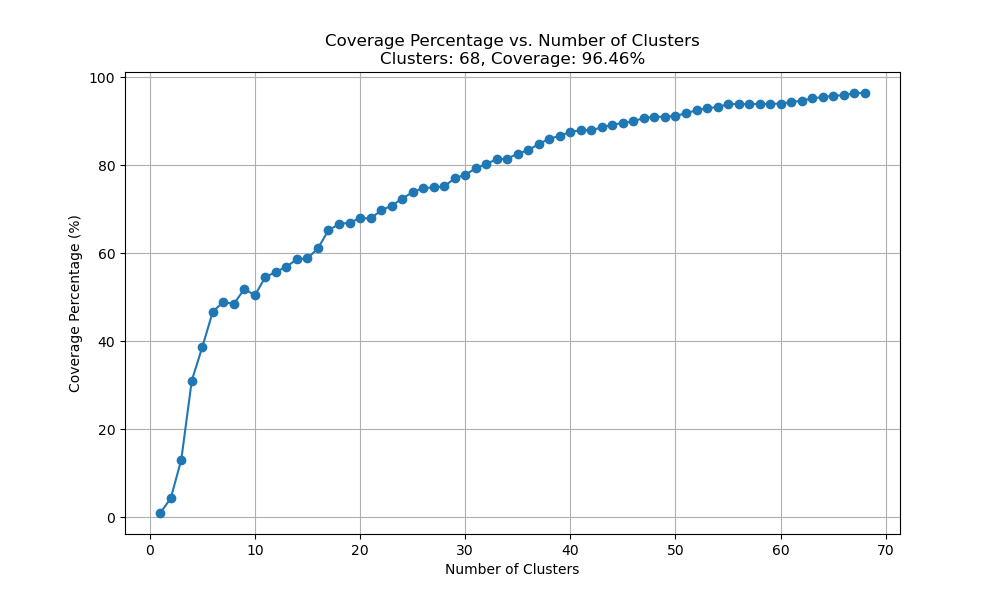 Coverage Percentage vs. Number of Clusters
Clusters: 68, Coverage: 96.46%
Coverage Percentage (%)
100
80
60
40
20
0
0 10 20 30 40 50 60 70
Number of Clusters